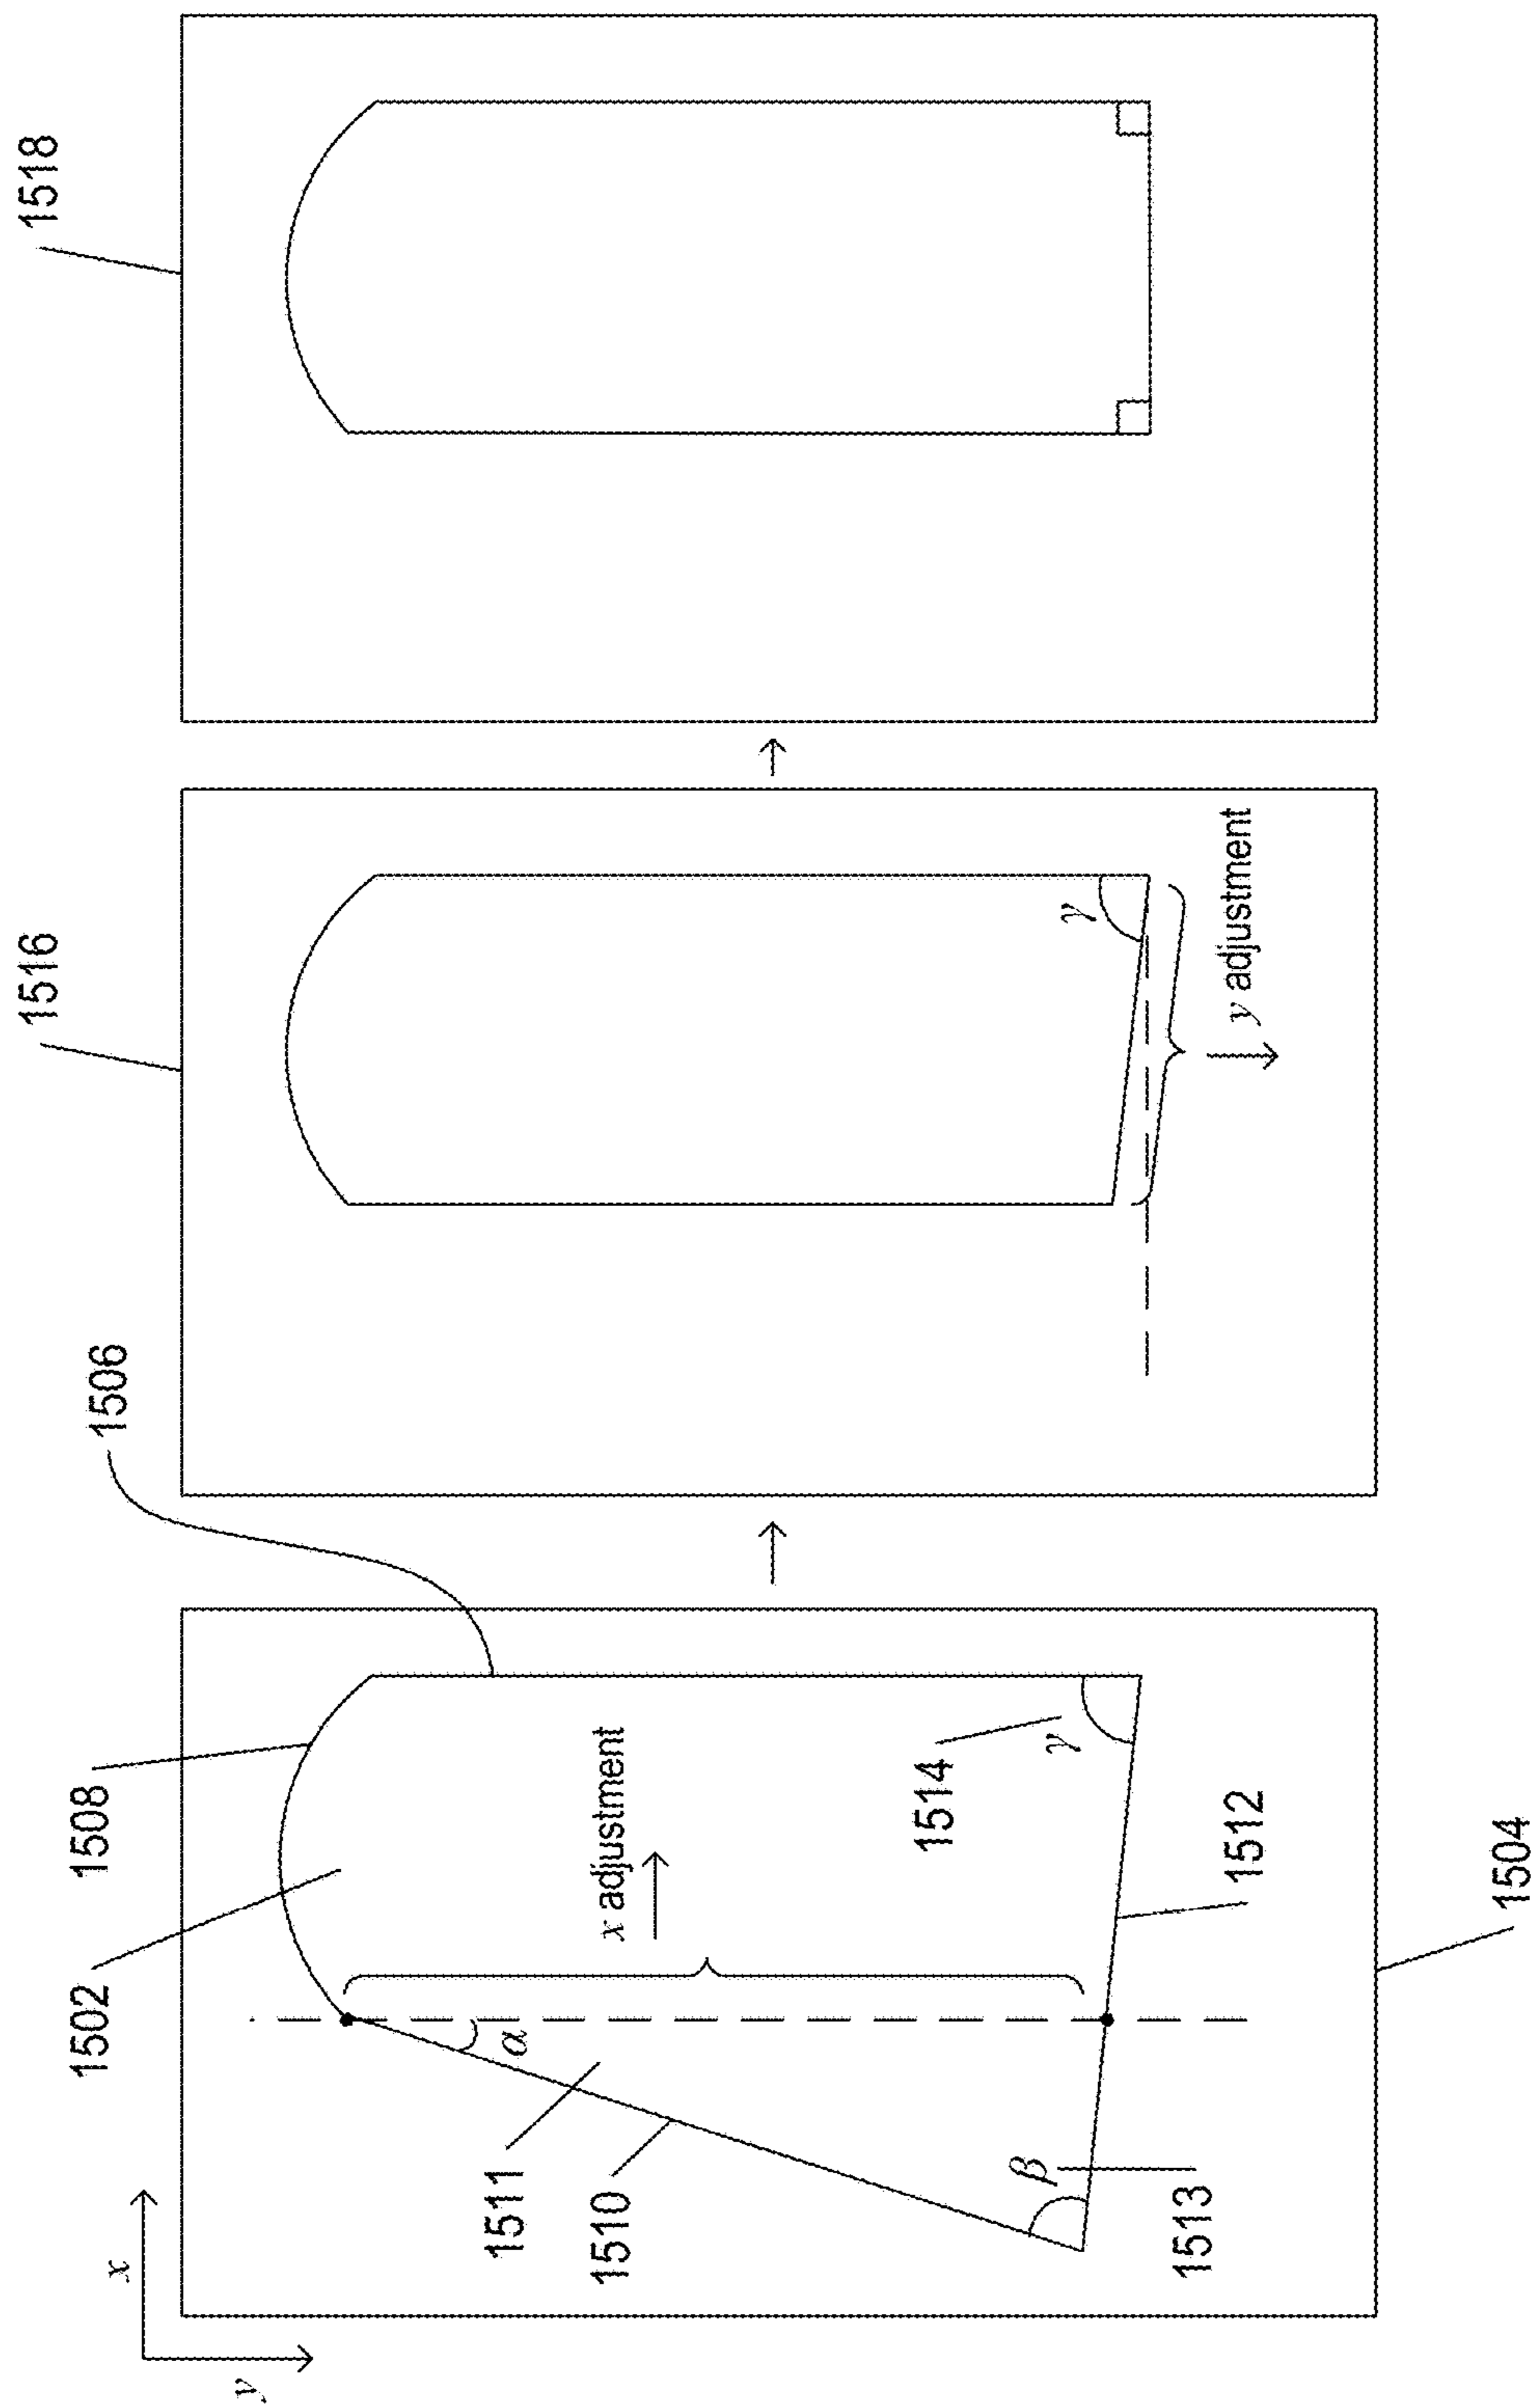 1516
1518
1502
1508
1506
x
y
1511
α
1510
x adjustment
1514
β
γ
γ
1513
1512
y adjustment
1504